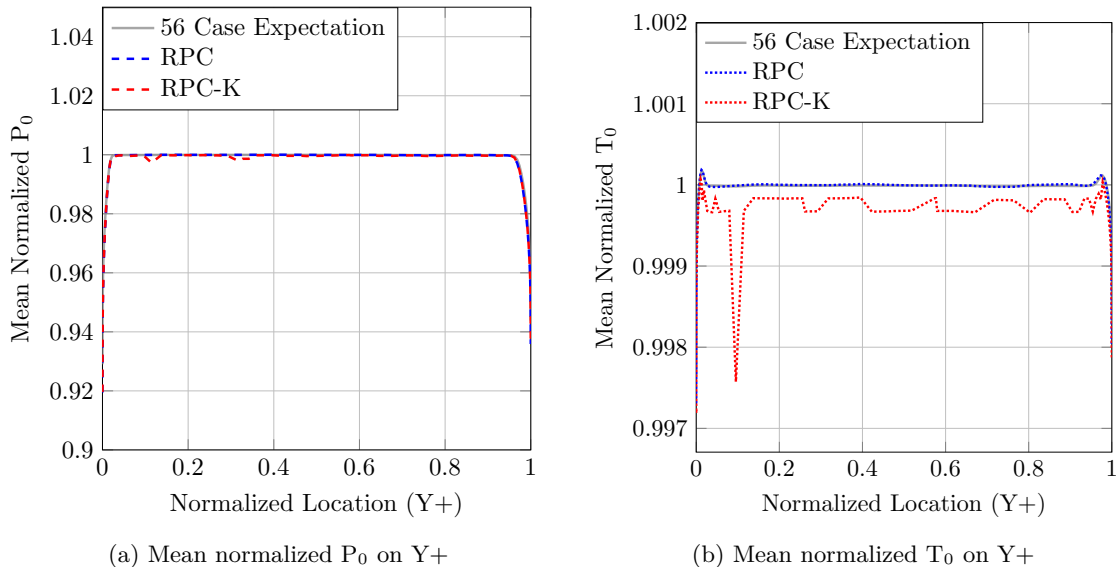 56 Case Expectation
RPC
RPC-K
1.04
1.02
1
0.98
0.96
0.94
0.92
0.9
0
0.2
0.4
0.6
0.8
1
Mean Normalized P₀
Normalized Location (Y+)
(a) Mean normalized P₀ on Y+
56 Case Expectation
RPC
RPC-K
1.002
1.001
1
0.999
0.998
0.997
0
0.2
0.4
0.6
0.8
1
Mean Normalized T₀
Normalized Location (Y+)
(b) Mean normalized T₀ on Y+